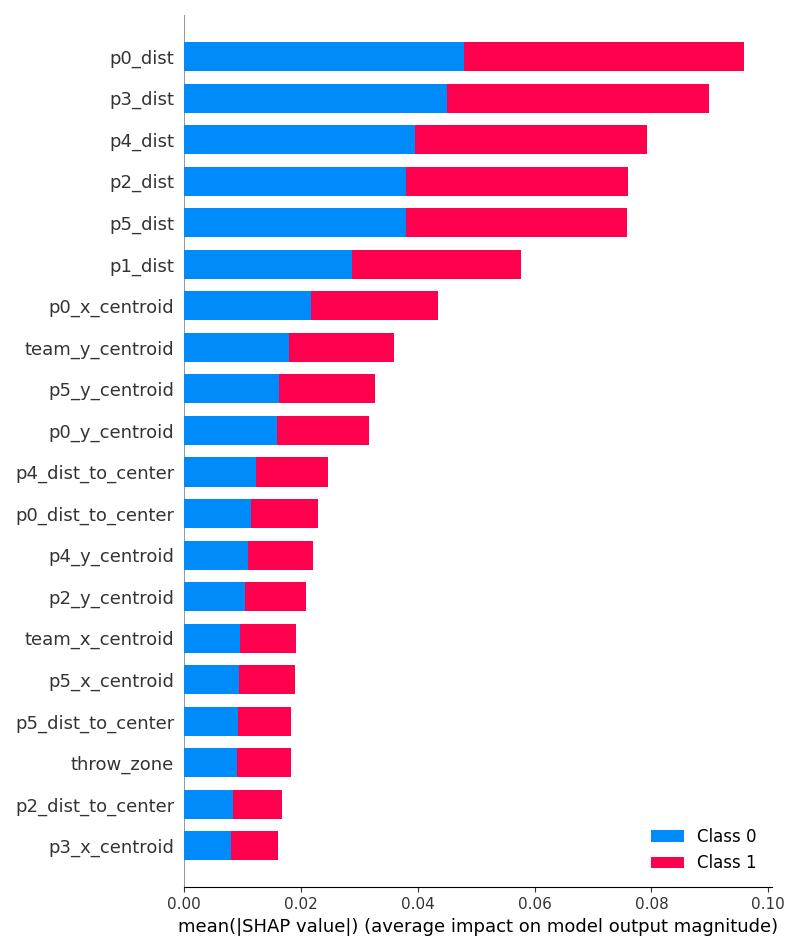 p0_dist
p3_dist
p4_dist
p2_dist
p5_dist
p1_dist
p0_x_centroid
team_y_centroid
p5_y_centroid
p0_y_centroid
p4_dist_to_center
p0_dist_to_center
p4_y_centroid
p2_y_centroid
team_x_centroid
p5_x_centroid
p5_dist_to_center
throw_zone
p2_dist_to_center
p3_x_centroid
Class 0
Class 1
0.00 0.02 0.04 0.06 0.08 0.10
mean(|SHAP value|) (average impact on model output magnitude)